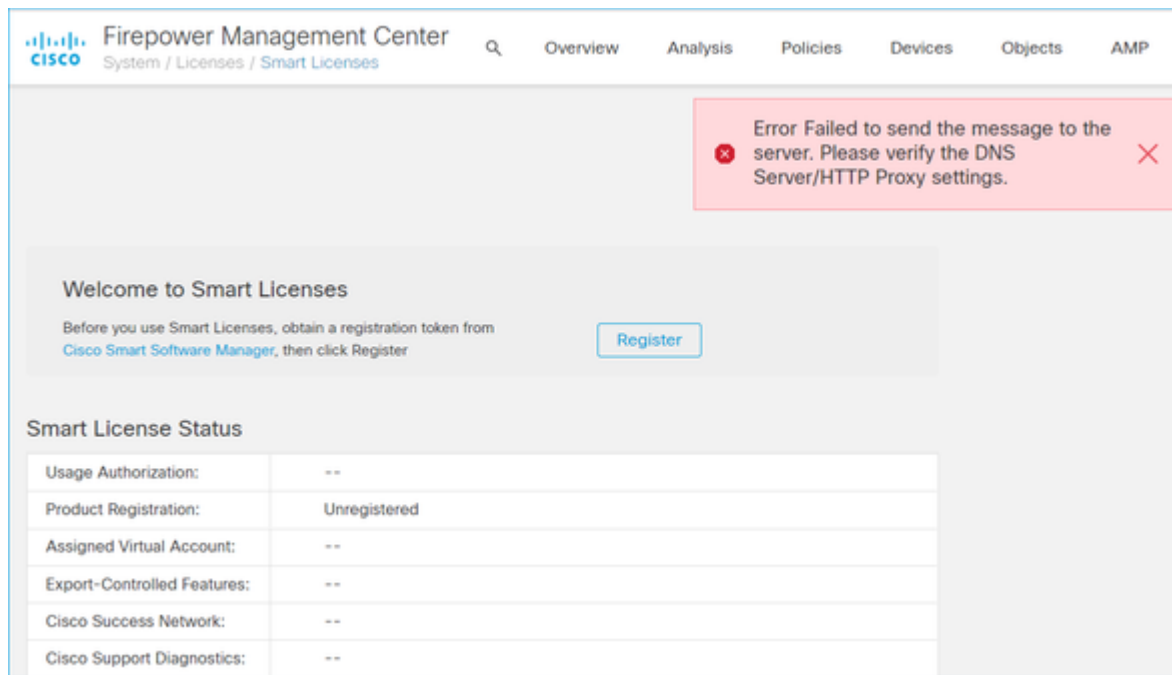 CISCO
Firepower Management Center
System / Licenses / Smart Licenses
Overview
Analysis
Policies
Devices
Objects
AMP
Error Failed to send the message to the
server. Please verify the DNS
Server/HTTP Proxy settings.
Welcome to Smart Licenses
Before you use Smart Licenses, obtain a registration token from
Cisco Smart Software Manager, then click Register
Register
Smart License Status
Usage Authorization: --
Product Registration: Unregistered
Assigned Virtual Account: --
Export-Controlled Features: --
Cisco Success Network: --
Cisco Support Diagnostics: --